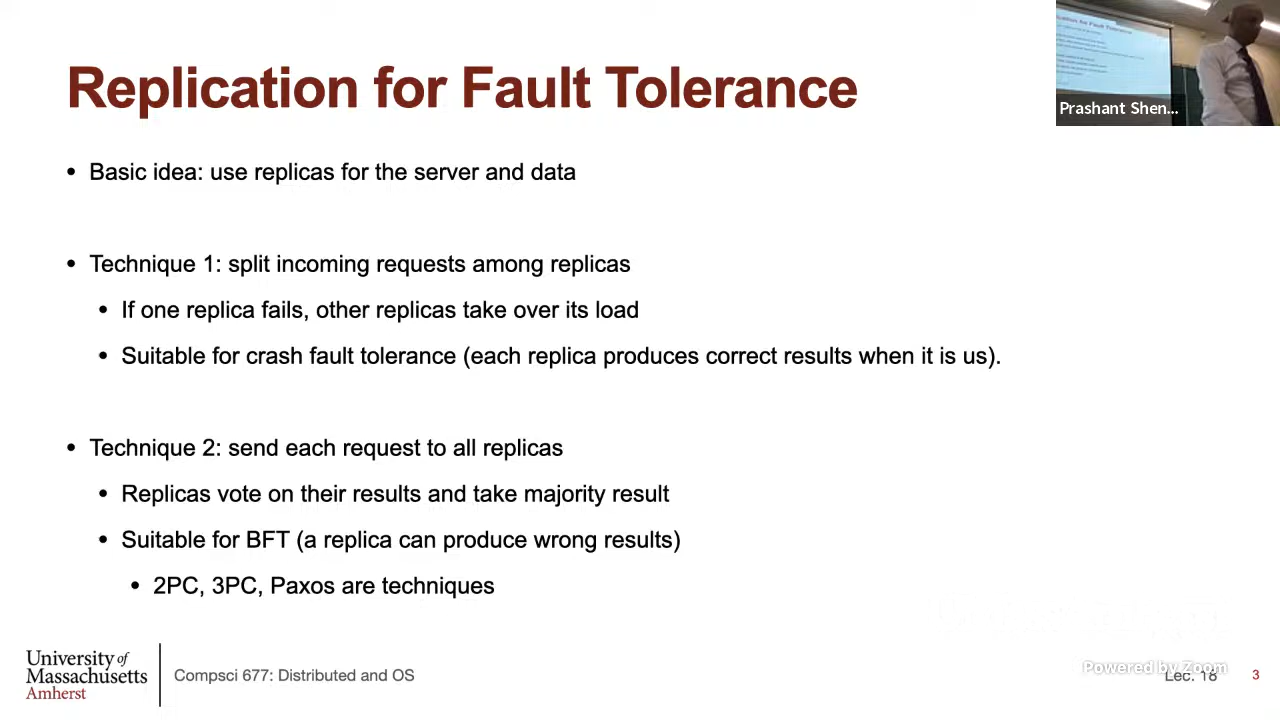 Replication for Fault Tolerance
Prashant Shen...
• Basic idea: use replicas for the server and data
• Technique 1: split incoming requests among replicas
• If one replica fails, other replicas take over its load
• Suitable for crash fault tolerance (each replica produces correct results when it is us).
• Technique 2: send each request to all replicas
• Replicas vote on their results and take majority result
• Suitable for BFT (a replica can produce wrong results)
• 2PC, 3PC, Paxos are techniques
University of
Massachusetts
Amherst
Compsci 677: Distributed and OS
Powered by Zoom
Lec. 18
3